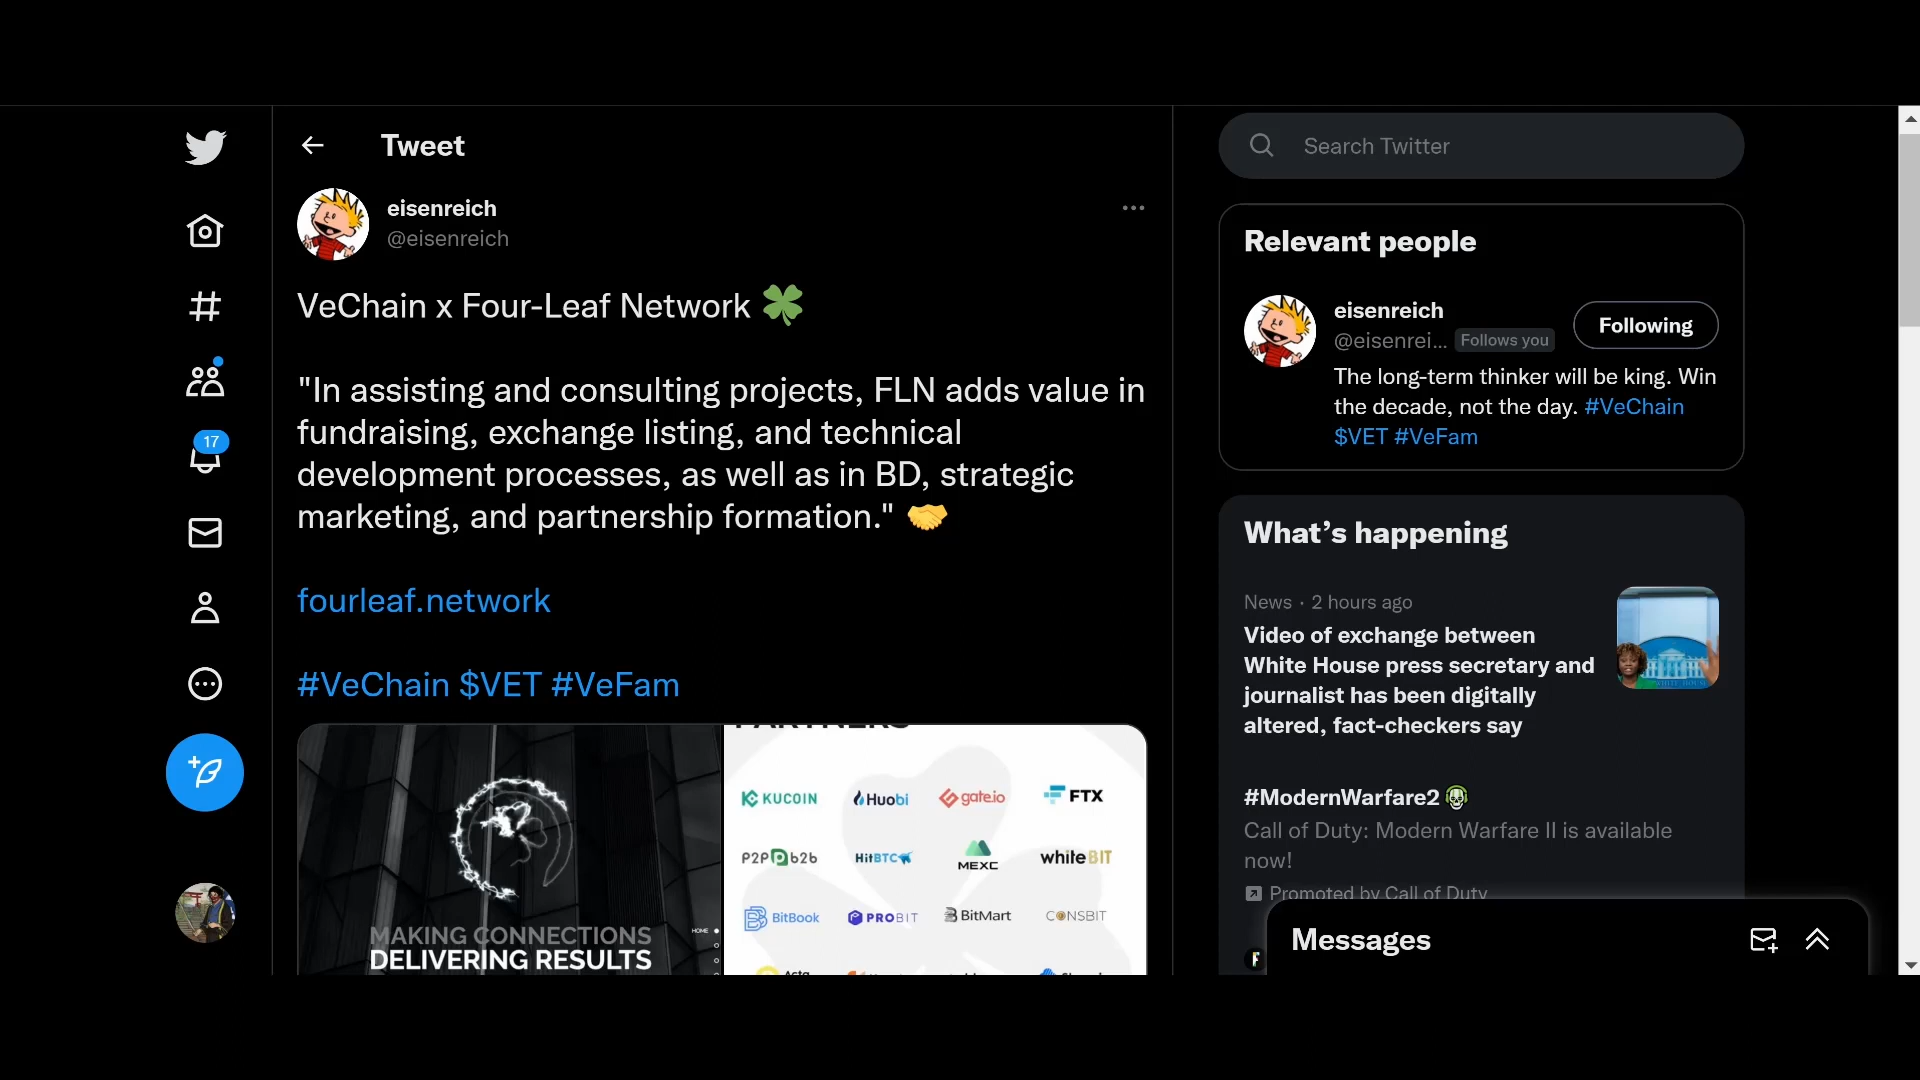 Tweet
eisenreich
@eisenreich
VeChain x Four-Leaf Network
"In assisting and consulting projects, FLN adds value in
fundraising, exchange listing, and technical
development processes, as well as in BD, strategic
marketing, and partnership formation."
fourleaf.network
#VeChain $VET #VeFam
MAKING CONNECTIONS
DELIVERING RESULTS
HOME
PARTNERS
KUCOIN Huobi gate.io FTX
P2PB2b HitBTC MEXC whiteBIT
BitBook PROBIT BitMart CONSBIT
17
Search Twitter
Relevant people
eisenreich
@eisenrei... Follows you
Following
The long-term thinker will be king. Win
the decade, not the day. #VeChain
$VET #VeFam
What’s happening
News · 2 hours ago
Video of exchange between
White House press secretary and
journalist has been digitally
altered, fact-checkers say
#ModernWarfare2
Call of Duty: Modern Warfare II is available
now!
Promoted by Call of Duty
Messages